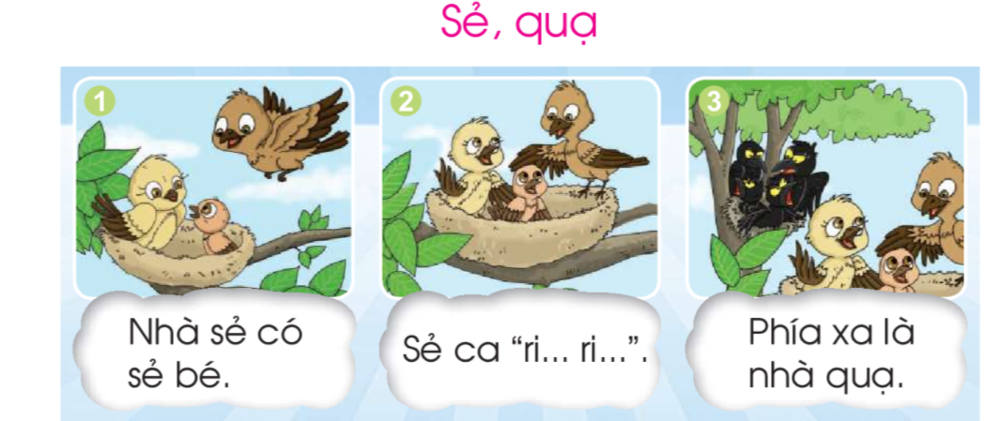 Sẻ, quạ
1
2
3
Nhà sẻ có
sẻ bé.
Sẻ ca “ri... ri...”.
Phía xa là
nhà quạ.